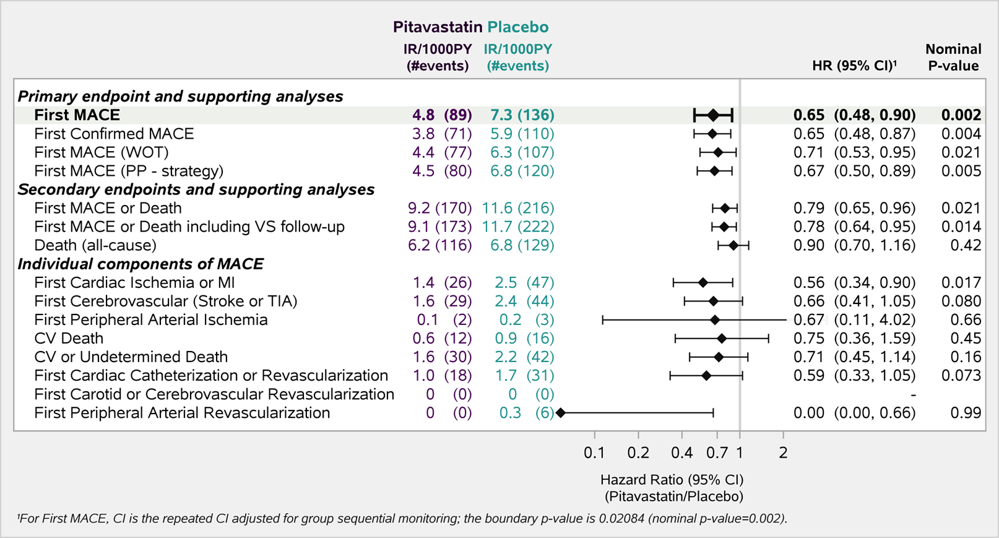 Pitavastatin Placebo
IR/1000PY IR/1000PY Nominal
(#events) (#events) HR (95% CI)¹ P-value
Primary endpoint and supporting analyses
First MACE 4.8 (89) 7.3 (136) 0.65 (0.48, 0.90) 0.002
First Confirmed MACE 3.8 (71) 5.9 (110) 0.65 (0.48, 0.87) 0.004
First MACE (WOT) 4.4 (77) 6.3 (107) 0.71 (0.53, 0.95) 0.021
First MACE (PP - strategy) 4.5 (80) 6.8 (120) 0.67 (0.50, 0.89) 0.005
Secondary endpoints and supporting analyses
First MACE or Death 9.2 (170) 11.6 (216) 0.79 (0.65, 0.96) 0.021
First MACE or Death including VS follow-up 9.1 (173) 11.7 (222) 0.78 (0.64, 0.95) 0.014
Death (all-cause) 6.2 (116) 6.8 (129) 0.90 (0.70, 1.16) 0.42
Individual components of MACE
First Cardiac Ischemia or MI 1.4 (26) 2.5 (47) 0.56 (0.34, 0.90) 0.017
First Cerebrovascular (Stroke or TIA) 1.6 (29) 2.4 (44) 0.66 (0.41, 1.05) 0.080
First Peripheral Arterial Ischemia 0.1 (2) 0.2 (3) 0.67 (0.11, 4.02) 0.66
CV Death 0.6 (12) 0.9 (16) 0.75 (0.36, 1.59) 0.45
CV or Undetermined Death 1.6 (30) 2.2 (42) 0.71 (0.45, 1.14) 0.16
First Cardiac Catheterization or Revascularization 1.0 (18) 1.7 (31) 0.59 (0.33, 1.05) 0.073
First Carotid or Cerebrovascular Revascularization 0 (0) 0 (0) -
First Peripheral Arterial Revascularization 0 (0) 0.3 (6) 0.00 (0.00, 0.66) 0.99
0.1 0.2 0.4 0.7 1 2
Hazard Ratio (95% CI)
(Pitavastatin/Placebo)
¹For First MACE, CI is the repeated CI adjusted for group sequential monitoring; the boundary p-value is 0.02084 (nominal p-value=0.002).